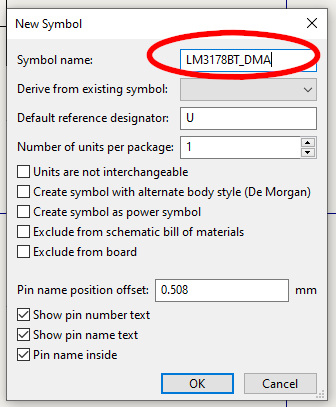 New Symbol
Symbol name: LM3178BT_DMA
Derive from existing symbol:
Default reference designator: U
Number of units per package: 1
Units are not interchangeable
Create symbol with alternate body style (De Morgan)
Create symbol as power symbol
Exclude from schematic bill of materials
Exclude from board
Pin name position offset: 0.508 mm
Show pin number text
Show pin name text
Pin name inside
OK Cancel